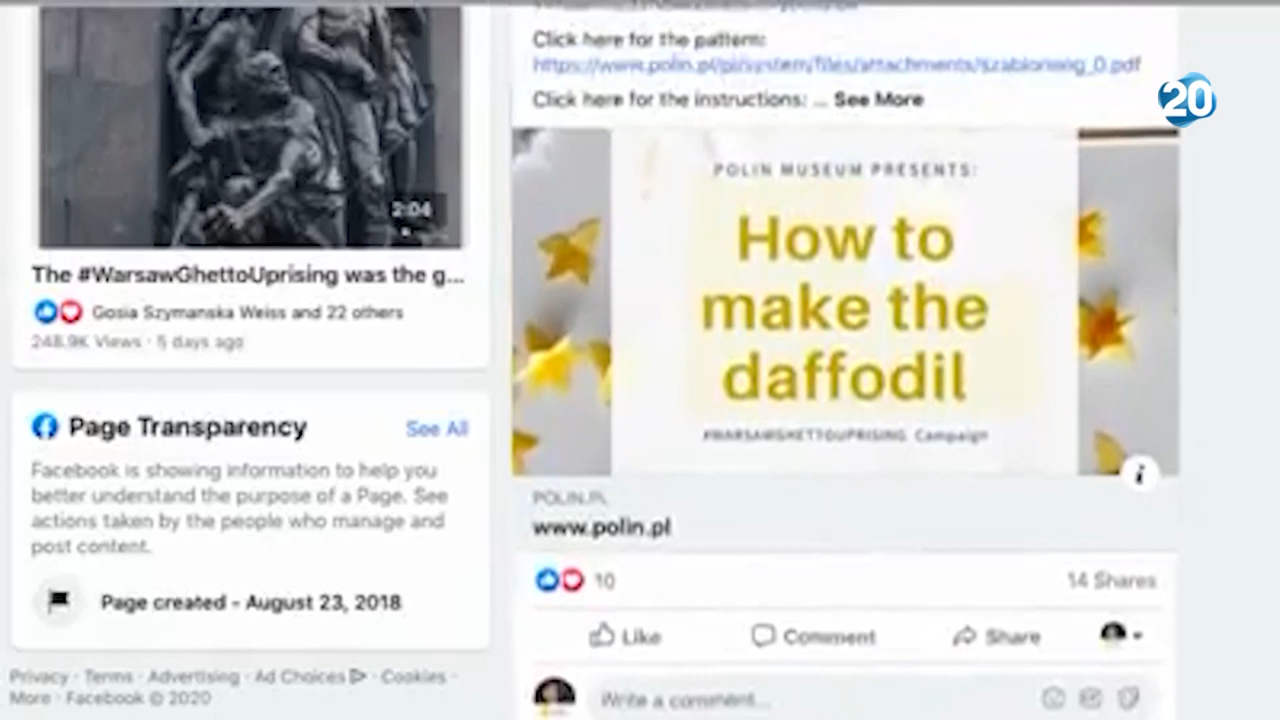 2:04
The #WarsawGhettoUprising was the g...
Gosia Szymanska Weiss and 22 others
248.9K Views · 5 days ago
Page Transparency
See All
Facebook is showing information to help you
better understand the purpose of a Page. See
actions taken by the people who manage and
post content.
Page created - August 23, 2018
Privacy · Terms · Advertising · Ad Choices · Cookies ·
More · Facebook © 2020
Click here for the pattern:
https://www.polin.pl/pl/system/files/attachments/szablonwig_0.pdf
Click here for the instructions: ... See More
POLIN MUSEUM PRESENTS:
How to
make the
daffodil
#WARSAWGHETTOUPRISING Campaign
POLIN.PL
www.polin.pl
10
14 Shares
Like
Comment
Share
Write a comment...
20